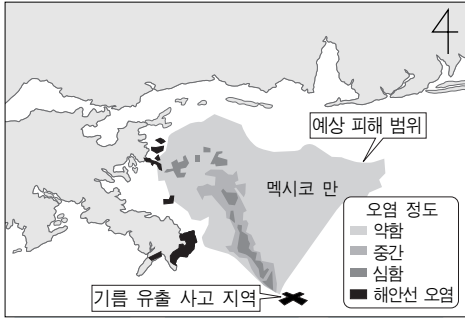 예상 피해 범위
멕시코 만
오염 정도
약함
중간
심함
해안선 오염
기름 유출 사고 지역